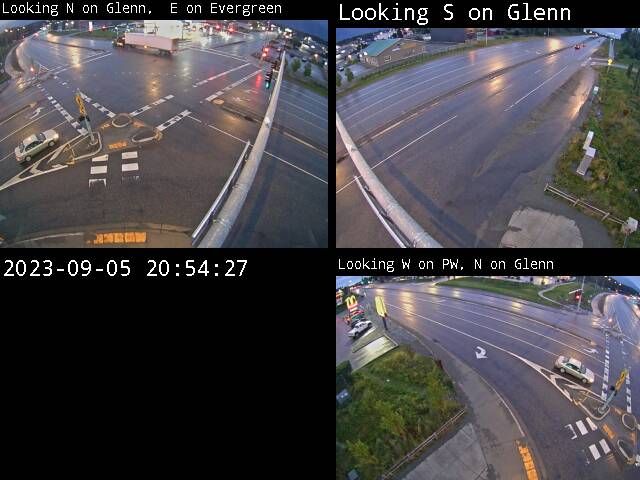 Looking N on Glenn, E on Evergreen
Looking S on Glenn
2023-09-05 20:54:27
Looking W on PW, N on Glenn